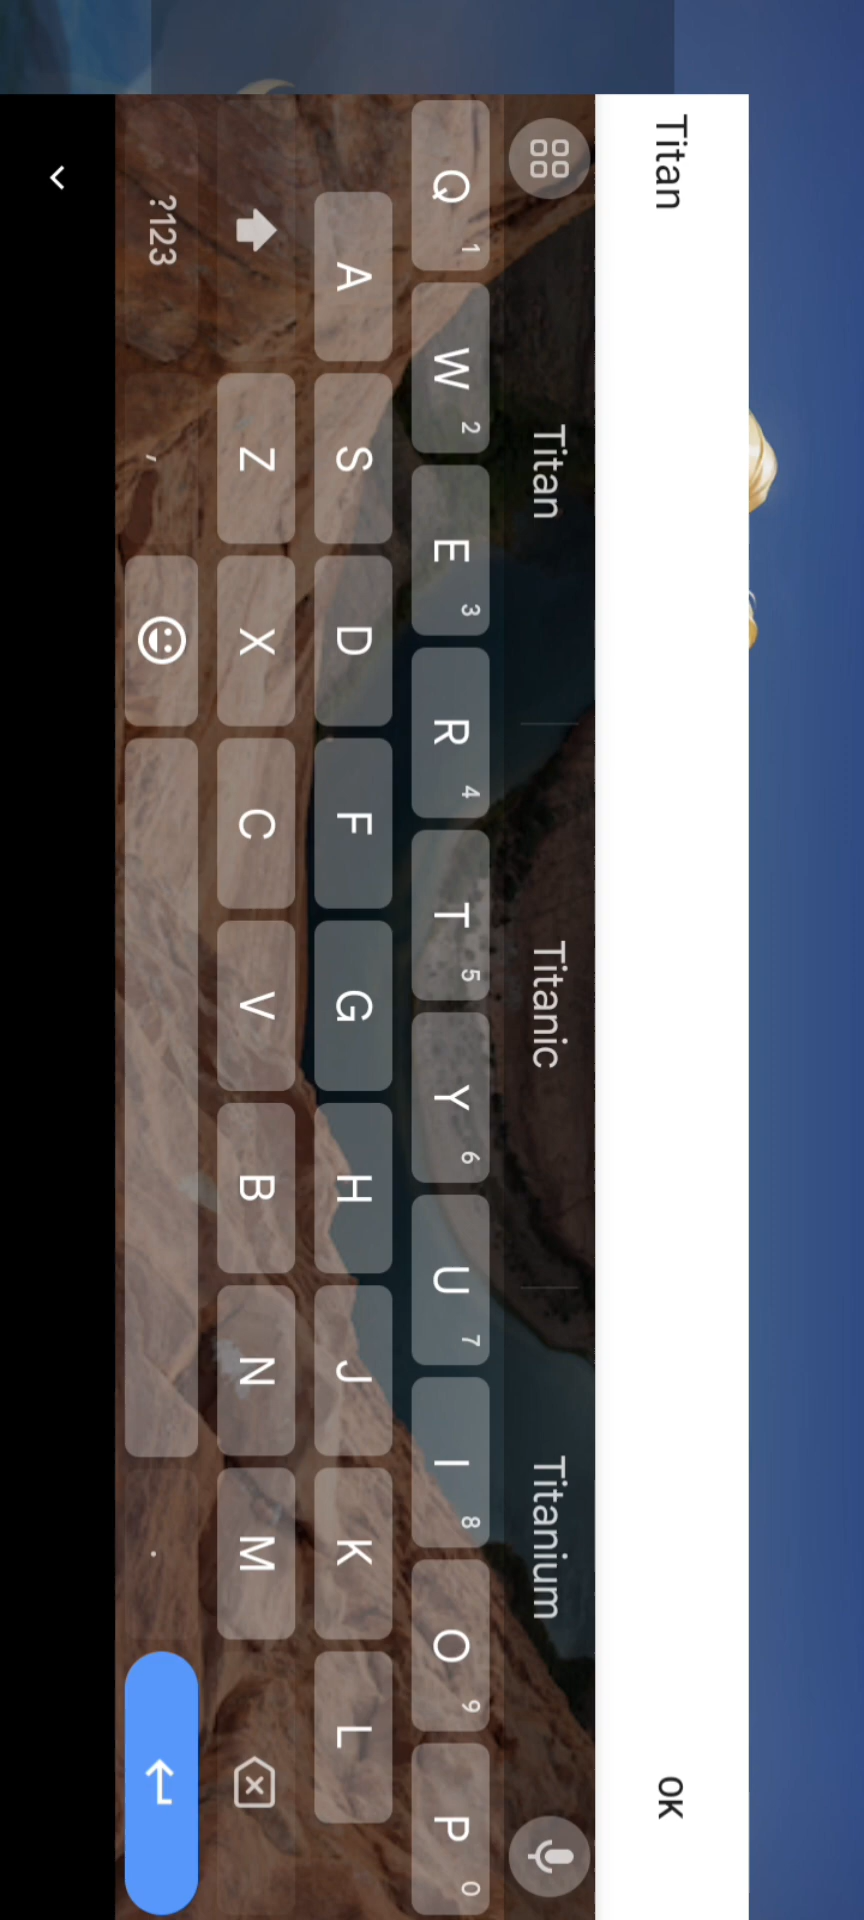 Titan
OK
Titan Titanic Titanium
Q 1 W 2 E 3 R 4 T 5 Y 6 U 7 I 8 O 9 P 0
A S D F G H J K L
Z X C V B N M
?123 , .